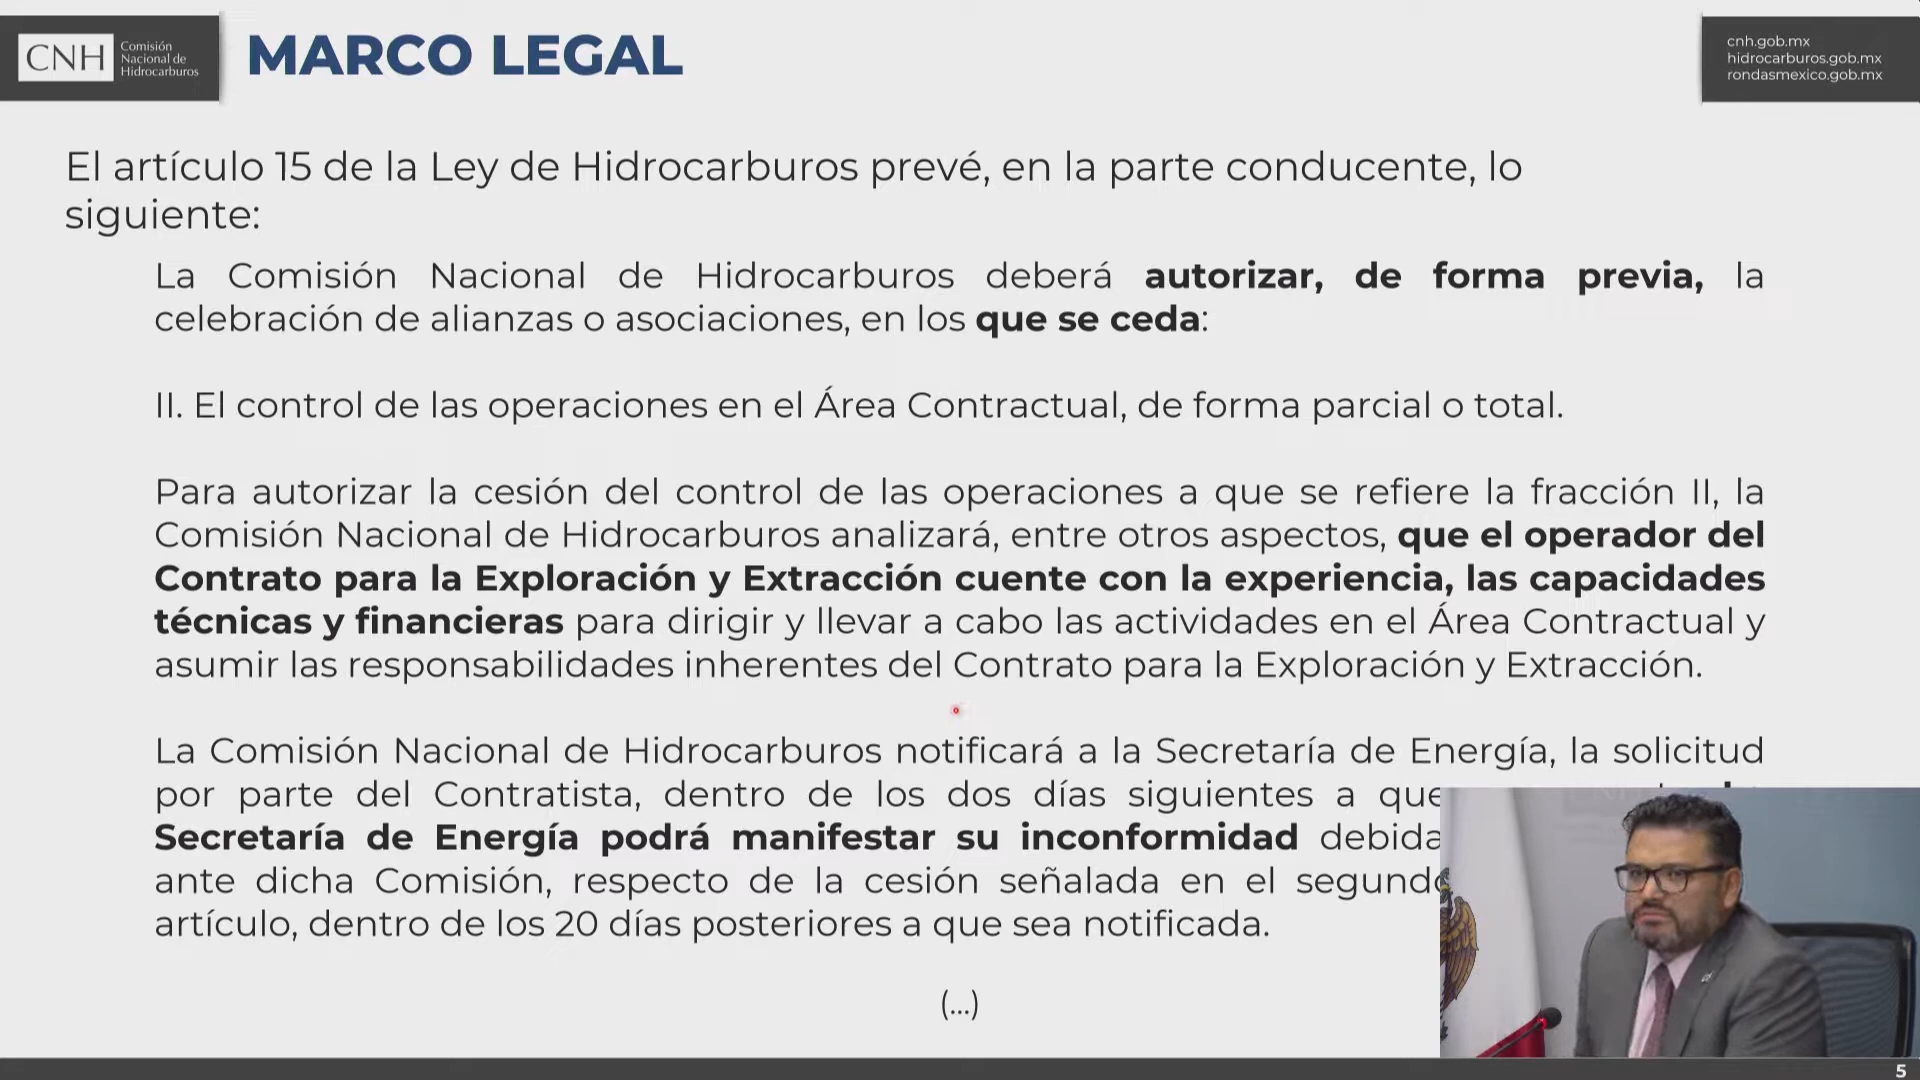 CNH
Comisión
Nacional de
Hidrocarburos
MARCO LEGAL
cnh.gob.mx
hidrocarburos.gob.mx
rondasmexico.gob.mx
El artículo 15 de la Ley de Hidrocarburos prevé, en la parte conducente, lo
siguiente:
La Comisión Nacional de Hidrocarburos deberá autorizar, de forma previa, la
celebración de alianzas o asociaciones, en los que se ceda:
II. El control de las operaciones en el Área Contractual, de forma parcial o total.
Para autorizar la cesión del control de las operaciones a que se refiere la fracción II, la
Comisión Nacional de Hidrocarburos analizará, entre otros aspectos, que el operador del
Contrato para la Exploración y Extracción cuente con la experiencia, las capacidades
técnicas y financieras para dirigir y llevar a cabo las actividades en el Área Contractual y
asumir las responsabilidades inherentes del Contrato para la Exploración y Extracción.
La Comisión Nacional de Hidrocarburos notificará a la Secretaría de Energía, la solicitud
por parte del Contratista, dentro de los dos días siguientes a que
Secretaría de Energía podrá manifestar su inconformidad debida
ante dicha Comisión, respecto de la cesión señalada en el segundo
artículo, dentro de los 20 días posteriores a que sea notificada.
(...)
5